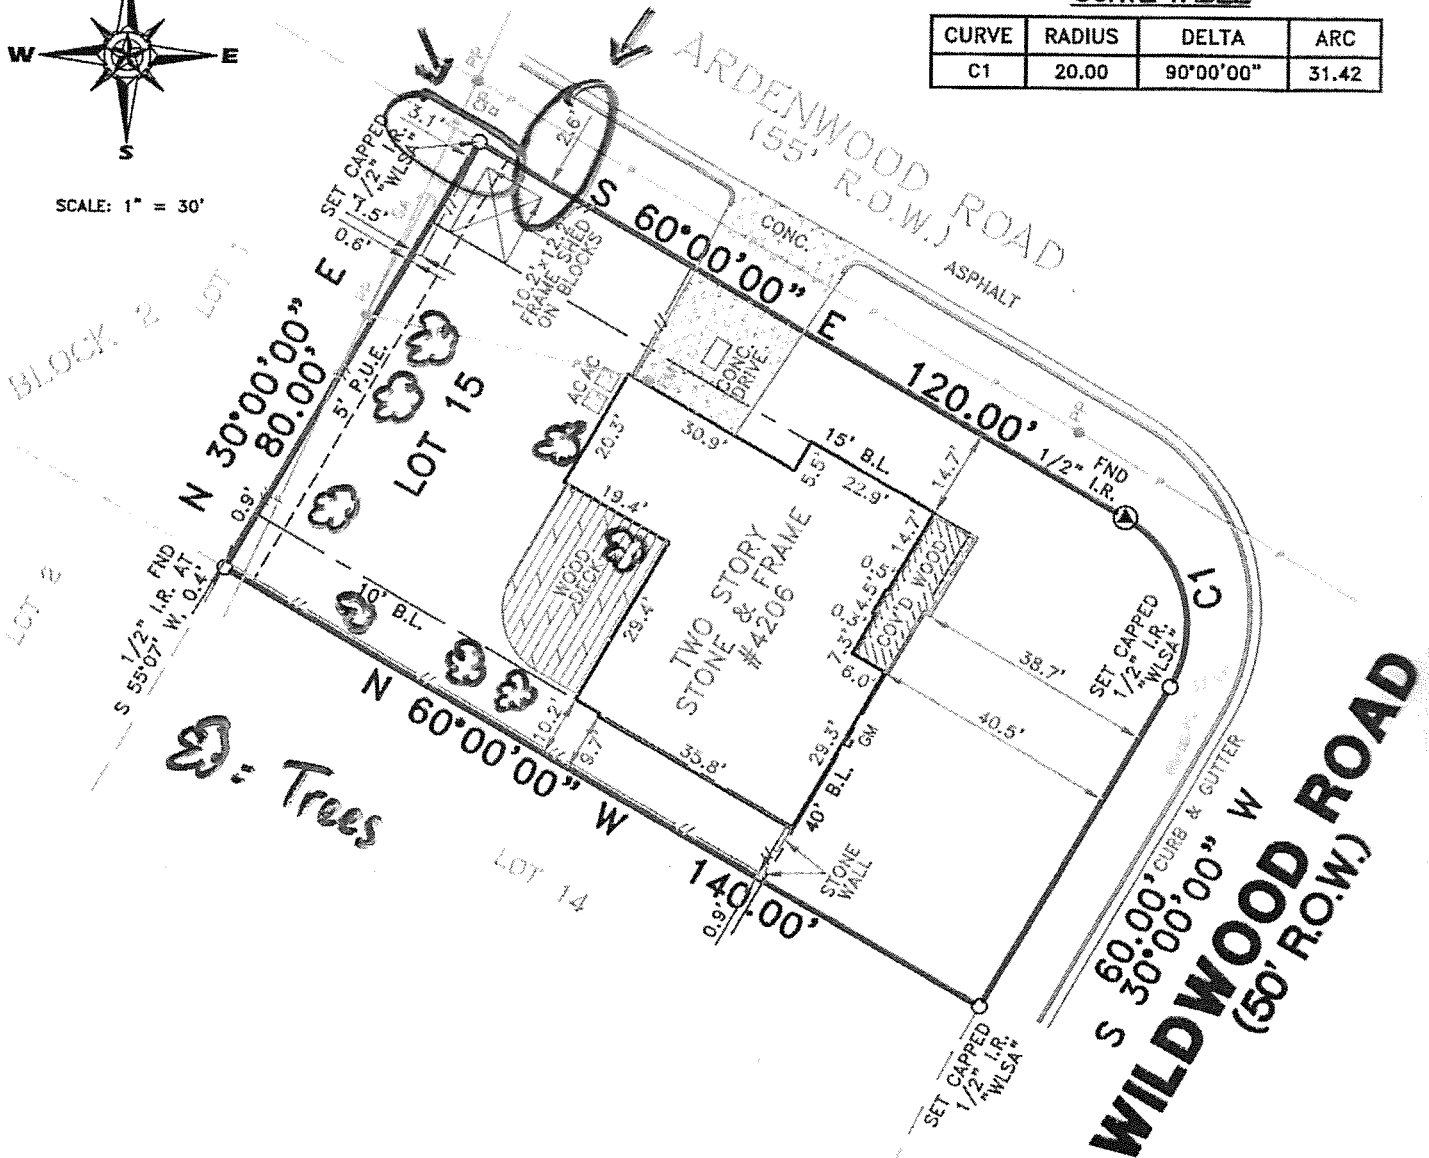 CURVE RADIUS DELTA ARC
C1 20.00 90°00'00" 31.42
W E
S
SCALE: 1" = 30'
ARDENWOOD ROAD
(55' R.O.W.)
3.1'
8"
2.6'
SET CAPPED
1/2" I.R.
"WLSA"
1.5'
0.6'
10.2'x12.2'
FRAME SHED
ON BLOCKS
S 60°00'00" E
120.00'
CONC.
ASPHALT
CONC.
DRIVE
LOT 1
BLOCK 2
N 30°00'00" E
80.00'
5' P.U.E.
LOT 15
AC AC
20.3'
30.9'
15' B.L.
5.5'
22.9'
14.7'
1/2" I.R.
FND
C1
0.9'
19.4'
WOOD
DECK
29.4'
TWO STORY
STONE & FRAME
#4206
14.7'
0.5'
4.5'
7.3'
6.0'
COV'D WOOD
38.7'
40.5'
SET CAPPED
1/2" I.R.
"WLSA"
LOT 2
1/2" I.R. FND
S 55°07' W, 0.4'
10' B.L.
10.2'
9.7'
35.8'
29.3'
GM
40' B.L.
N 60°00'00" W
140.00'
= Trees
LOT 14
STONE
WALL
0.9'
CURB & GUTTER
60.00'
S 30°00'00" W
WILDWOOD ROAD
(50' R.O.W.)
SET CAPPED
1/2" I.R.
"WLSA"